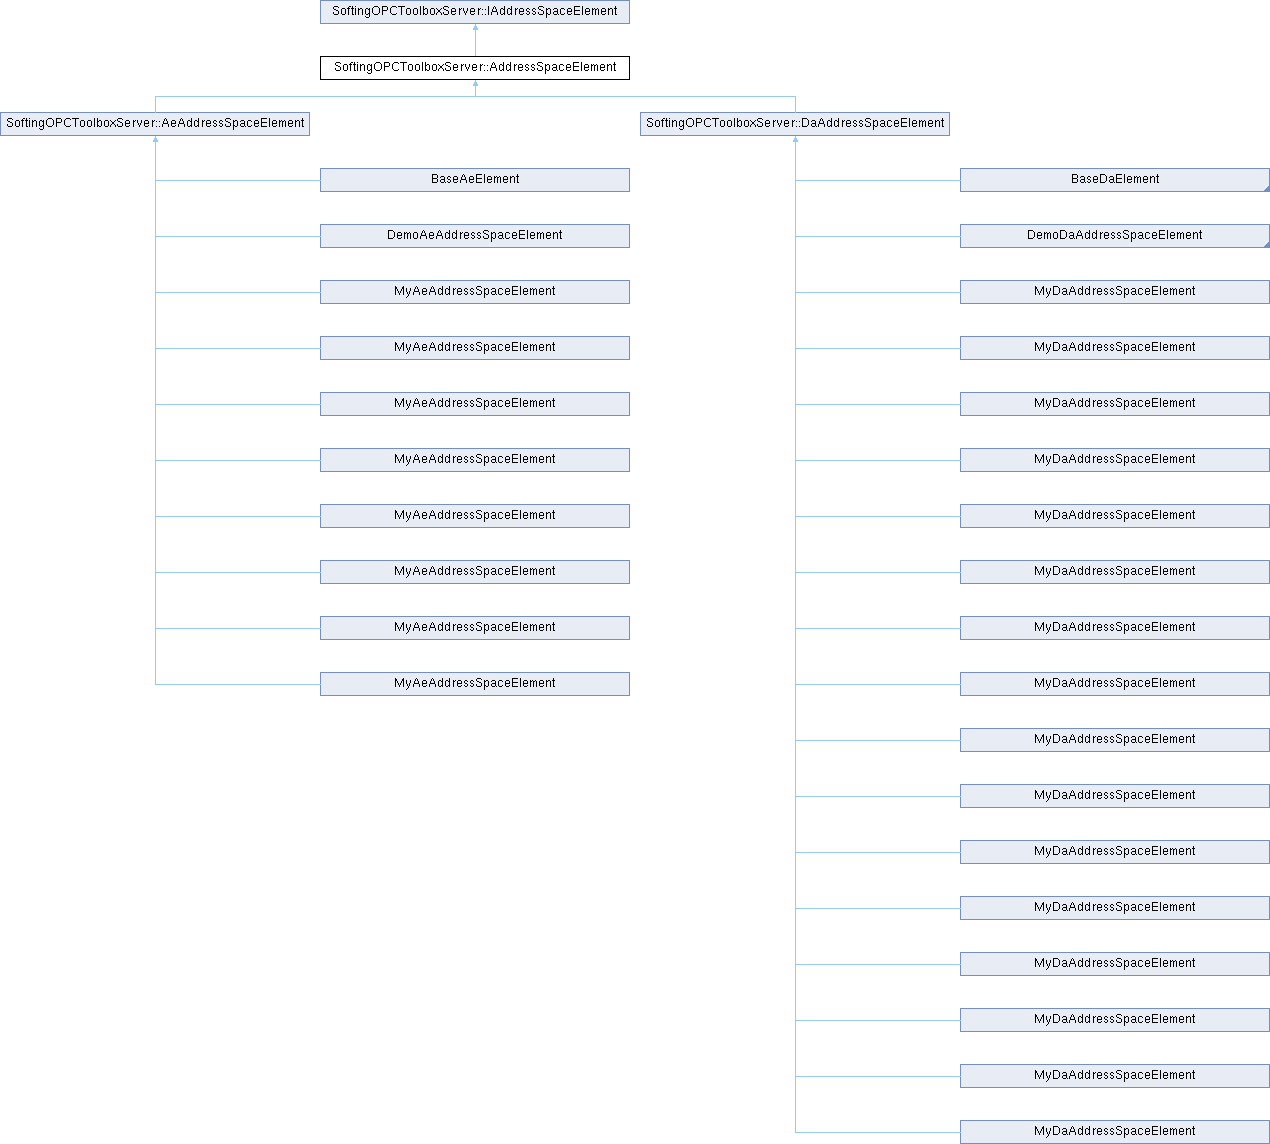 SoftingOPCToolboxServer::IAddressSpaceElement
SoftingOPCToolboxServer::AddressSpaceElement
SoftingOPCToolboxServer::AeAddressSpaceElement
SoftingOPCToolboxServer::DaAddressSpaceElement
BaseAeElement
BaseDaElement
DemoAeAddressSpaceElement
DemoDaAddressSpaceElement
MyAeAddressSpaceElement
MyDaAddressSpaceElement
MyAeAddressSpaceElement
MyDaAddressSpaceElement
MyAeAddressSpaceElement
MyDaAddressSpaceElement
MyAeAddressSpaceElement
MyDaAddressSpaceElement
MyAeAddressSpaceElement
MyDaAddressSpaceElement
MyAeAddressSpaceElement
MyDaAddressSpaceElement
MyAeAddressSpaceElement
MyDaAddressSpaceElement
MyAeAddressSpaceElement
MyDaAddressSpaceElement
MyDaAddressSpaceElement
MyDaAddressSpaceElement
MyDaAddressSpaceElement
MyDaAddressSpaceElement
MyDaAddressSpaceElement
MyDaAddressSpaceElement
MyDaAddressSpaceElement
MyDaAddressSpaceElement